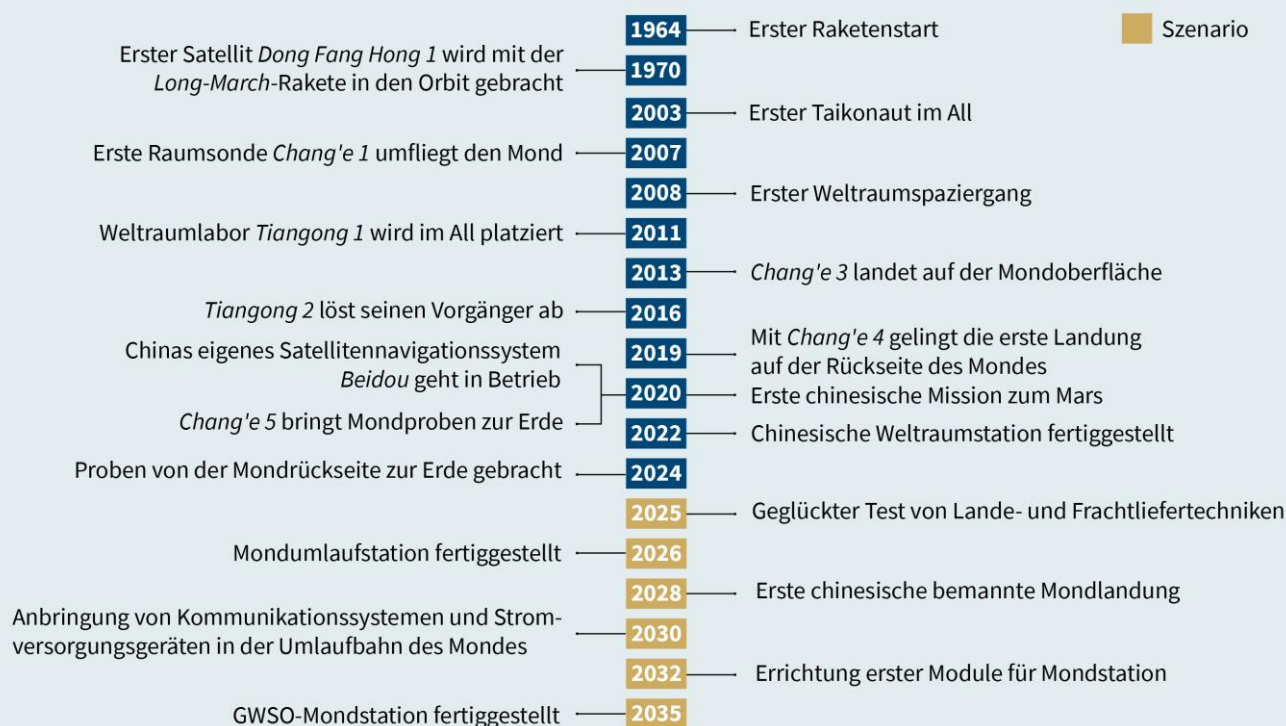 1964
Erster Raketenstart
Szenario
Erster Satellit Dong Fang Hong 1 wird mit der
Long-March-Rakete in den Orbit gebracht
1970
2003
Erster Taikonaut im All
Erste Raumsonde Chang'e 1 umfliegt den Mond
2007
2008
Erster Weltraumspaziergang
Weltraumlabor Tiangong 1 wird im All platziert
2011
2013
Chang'e 3 landet auf der Mondoberfläche
Tiangong 2 löst seinen Vorgänger ab
2016
2019
Mit Chang'e 4 gelingt die erste Landung
auf der Rückseite des Mondes
Chinas eigenes Satellitennavigationssystem
Beidou geht in Betrieb
2020
Erste chinesische Mission zum Mars
Chang'e 5 bringt Mondproben zur Erde
2022
Chinesische Weltraumstation fertiggestellt
Proben von der Mondrückseite zur Erde gebracht
2024
2025
Geglückter Test von Lande- und Frachtliefertechniken
Mondumlaufstation fertiggestellt
2026
2028
Erste chinesische bemannte Mondlandung
Anbringung von Kommunikationssystemen und Strom-
versorgungsgeräten in der Umlaufbahn des Mondes
2030
2032
Errichtung erster Module für Mondstation
GWSO-Mondstation fertiggestellt
2035